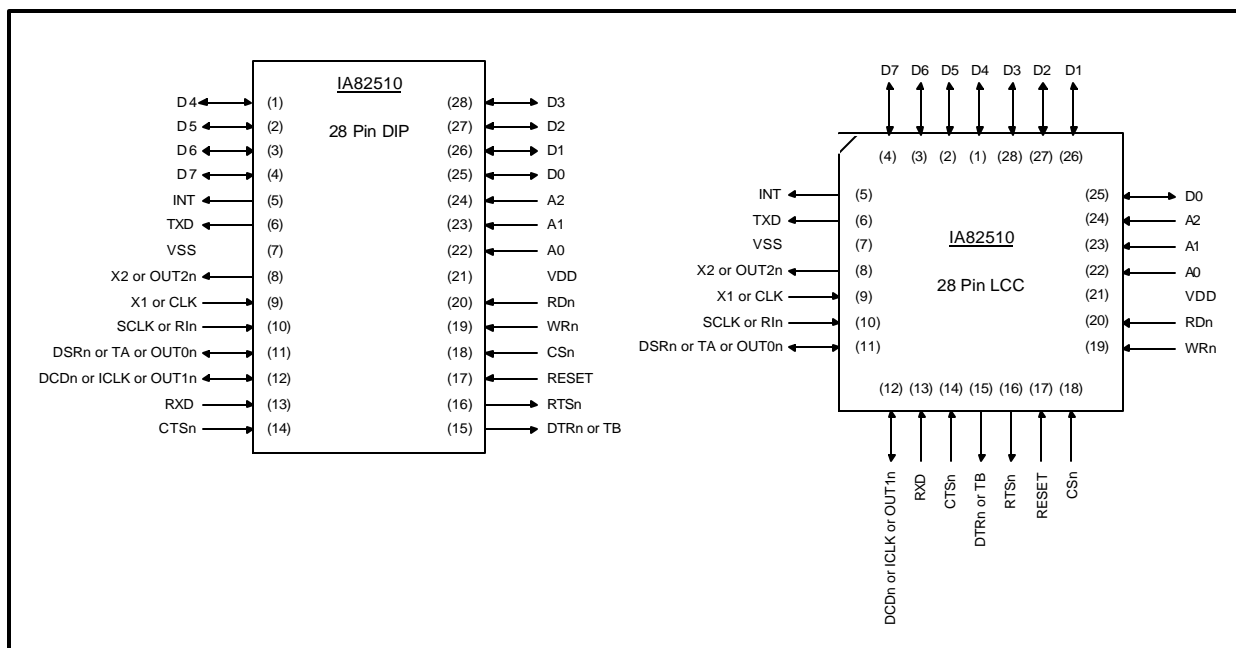 IA82510
28 Pin DIP
D4 (1) (28) D3
D5 (2) (27) D2
D6 (3) (26) D1
D7 (4) (25) D0
INT (5) (24) A2
TXD (6) (23) A1
VSS (7) (22) A0
X2 or OUT2n (8) (21) VDD
X1 or CLK (9) (20) RDn
SCLK or RIn (10) (19) WRn
DSRn or TA or OUT0n (11) (18) CSn
DCDn or ICLK or OUT1n (12) (17) RESET
RXD (13) (16) RTSn
CTSn (14) (15) DTRn or TB
D7 D6 D5 D4 D3 D2 D1
(4) (3) (2) (1) (28) (27) (26)
INT (5) (25) D0
TXD (6) (24) A2
VSS (7) IA82510 (23) A1
X2 or OUT2n (8) (22) A0
X1 or CLK (9) 28 Pin LCC (21) VDD
SCLK or RIn (10) (20) RDn
DSRn or TA or OUT0n (11) (19) WRn
(12) (13) (14) (15) (16) (17) (18)
DCDn or ICLK or OUT1n
RXD
CTSn
DTRn or TB
RTSn
RESET
CSn